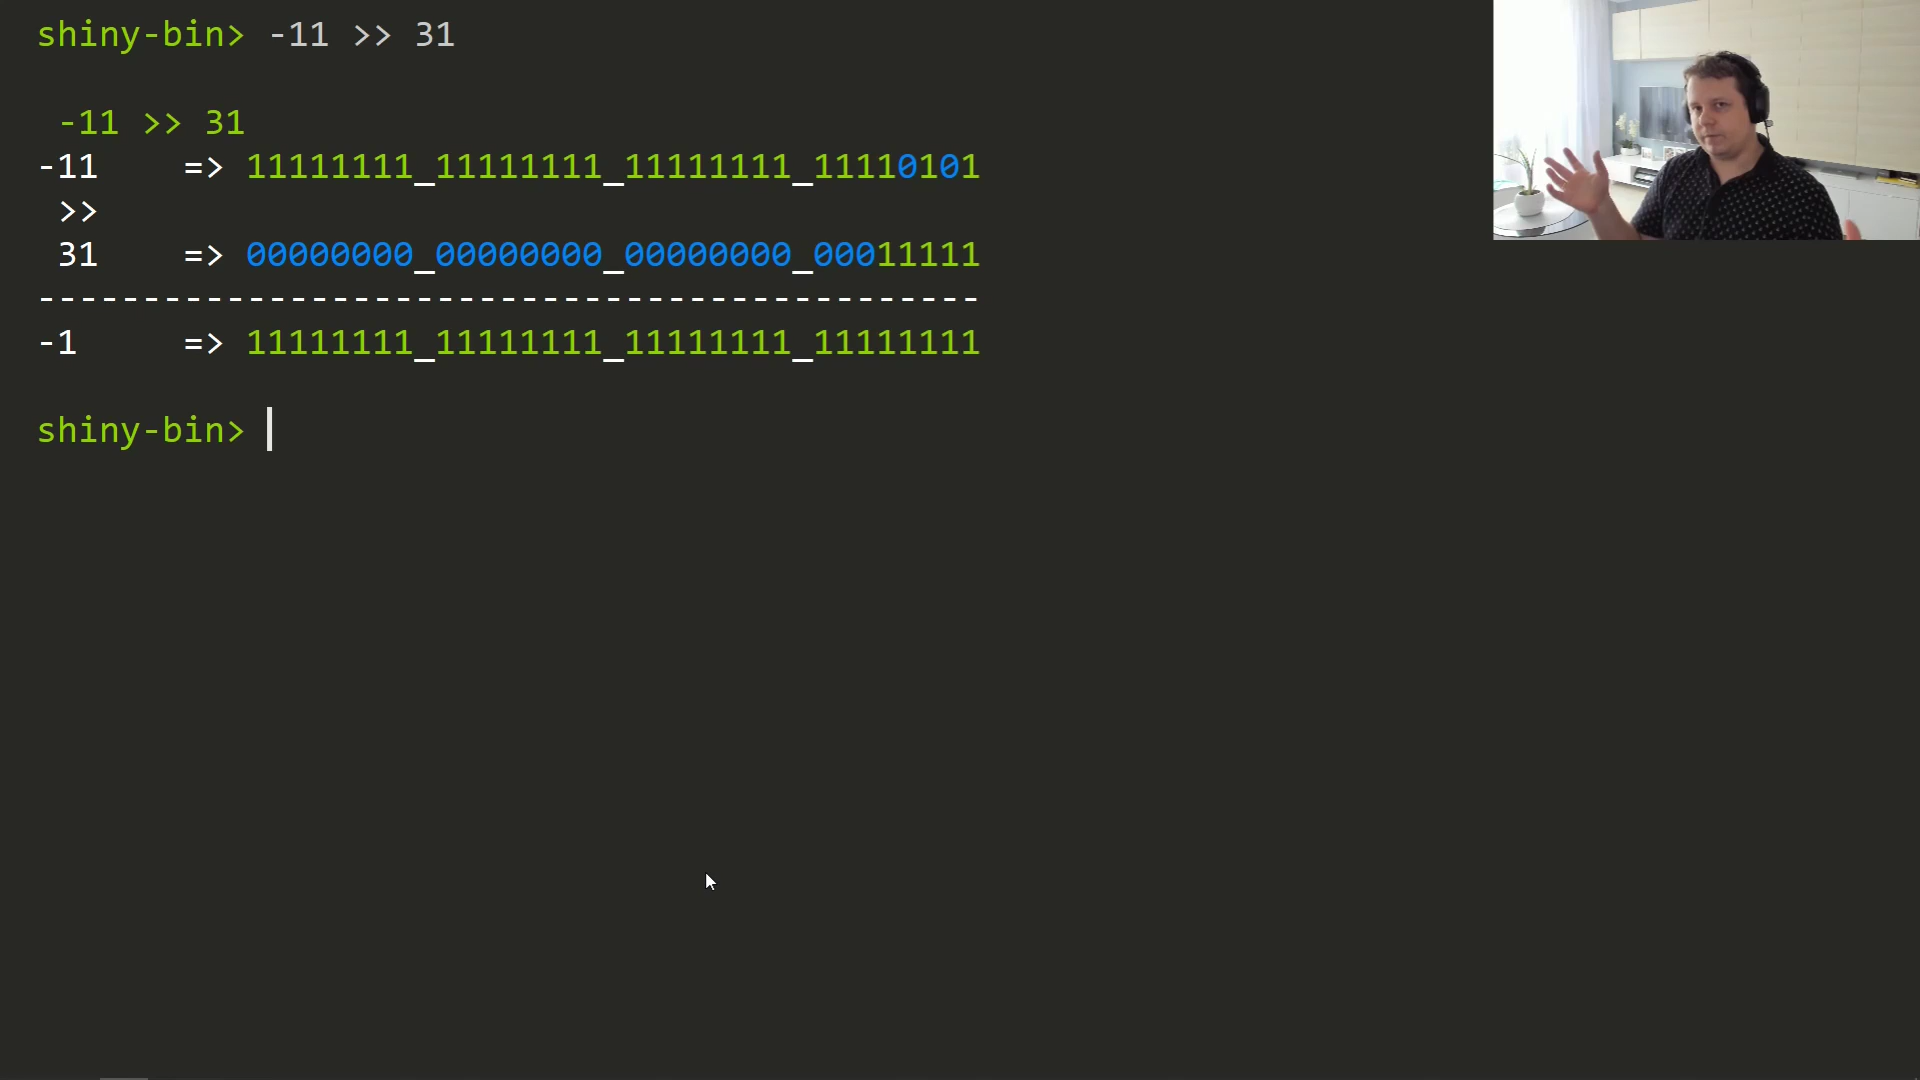 shiny-bin> -11 >> 31
-11 >> 31
-11 => 11111111_11111111_11111111_11110101
>>
31 => 00000000_00000000_00000000_00011111
---------------------------------------------
-1 => 11111111_11111111_11111111_11111111
shiny-bin>